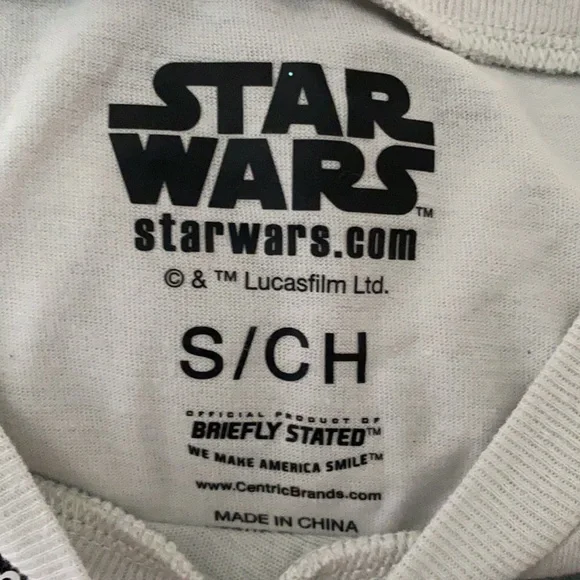 STAR
WARS™
starwars.com
© & ™ Lucasfilm Ltd.
S/CH
OFFICIAL PRODUCT OF
BRIEFLY STATED™
WE MAKE AMERICA SMILE™
www.CentricBrands.com
MADE IN CHINA